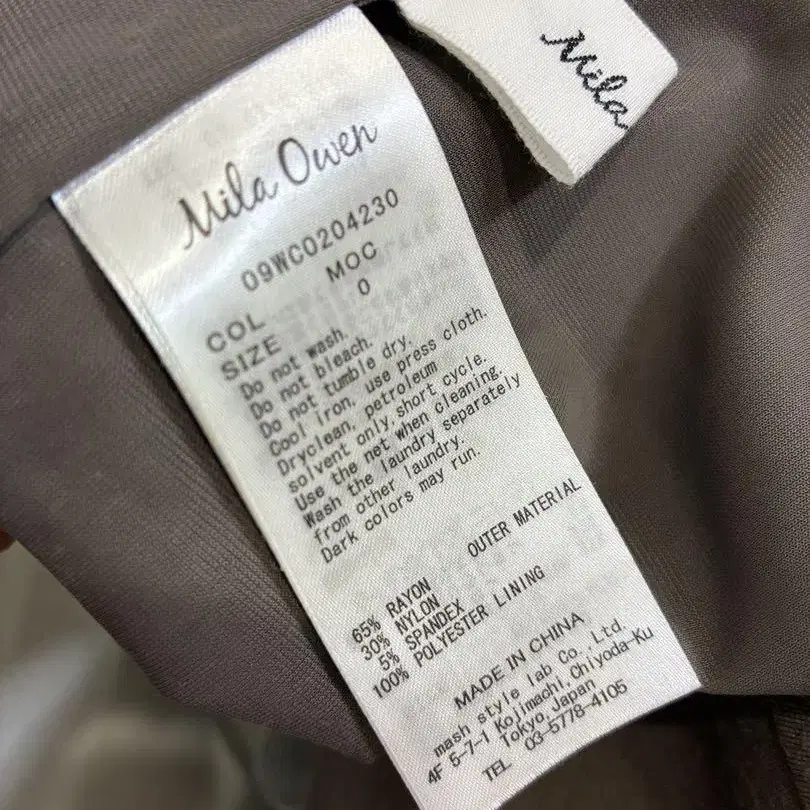 Mila
Mila Owen
09WCO204230
COL MOC
SIZE 0
Do not wash.
Do not bleach.
Do not tumble dry.
Cool iron, use press cloth.
Dryclean, petroleum
solvent only, short cycle.
Use the net when cleaning.
Wash the laundry separately
from other laundry.
Dark colors may run.
OUTER MATERIAL
65% RAYON
30% NYLON
5% SPANDEX
100% POLYESTER LINING
MADE IN CHINA
mash style lab Co., Ltd.
4F 5-7-1 Kojimachi, Chiyoda-Ku
Tokyo, Japan
TEL 03-5778-4105